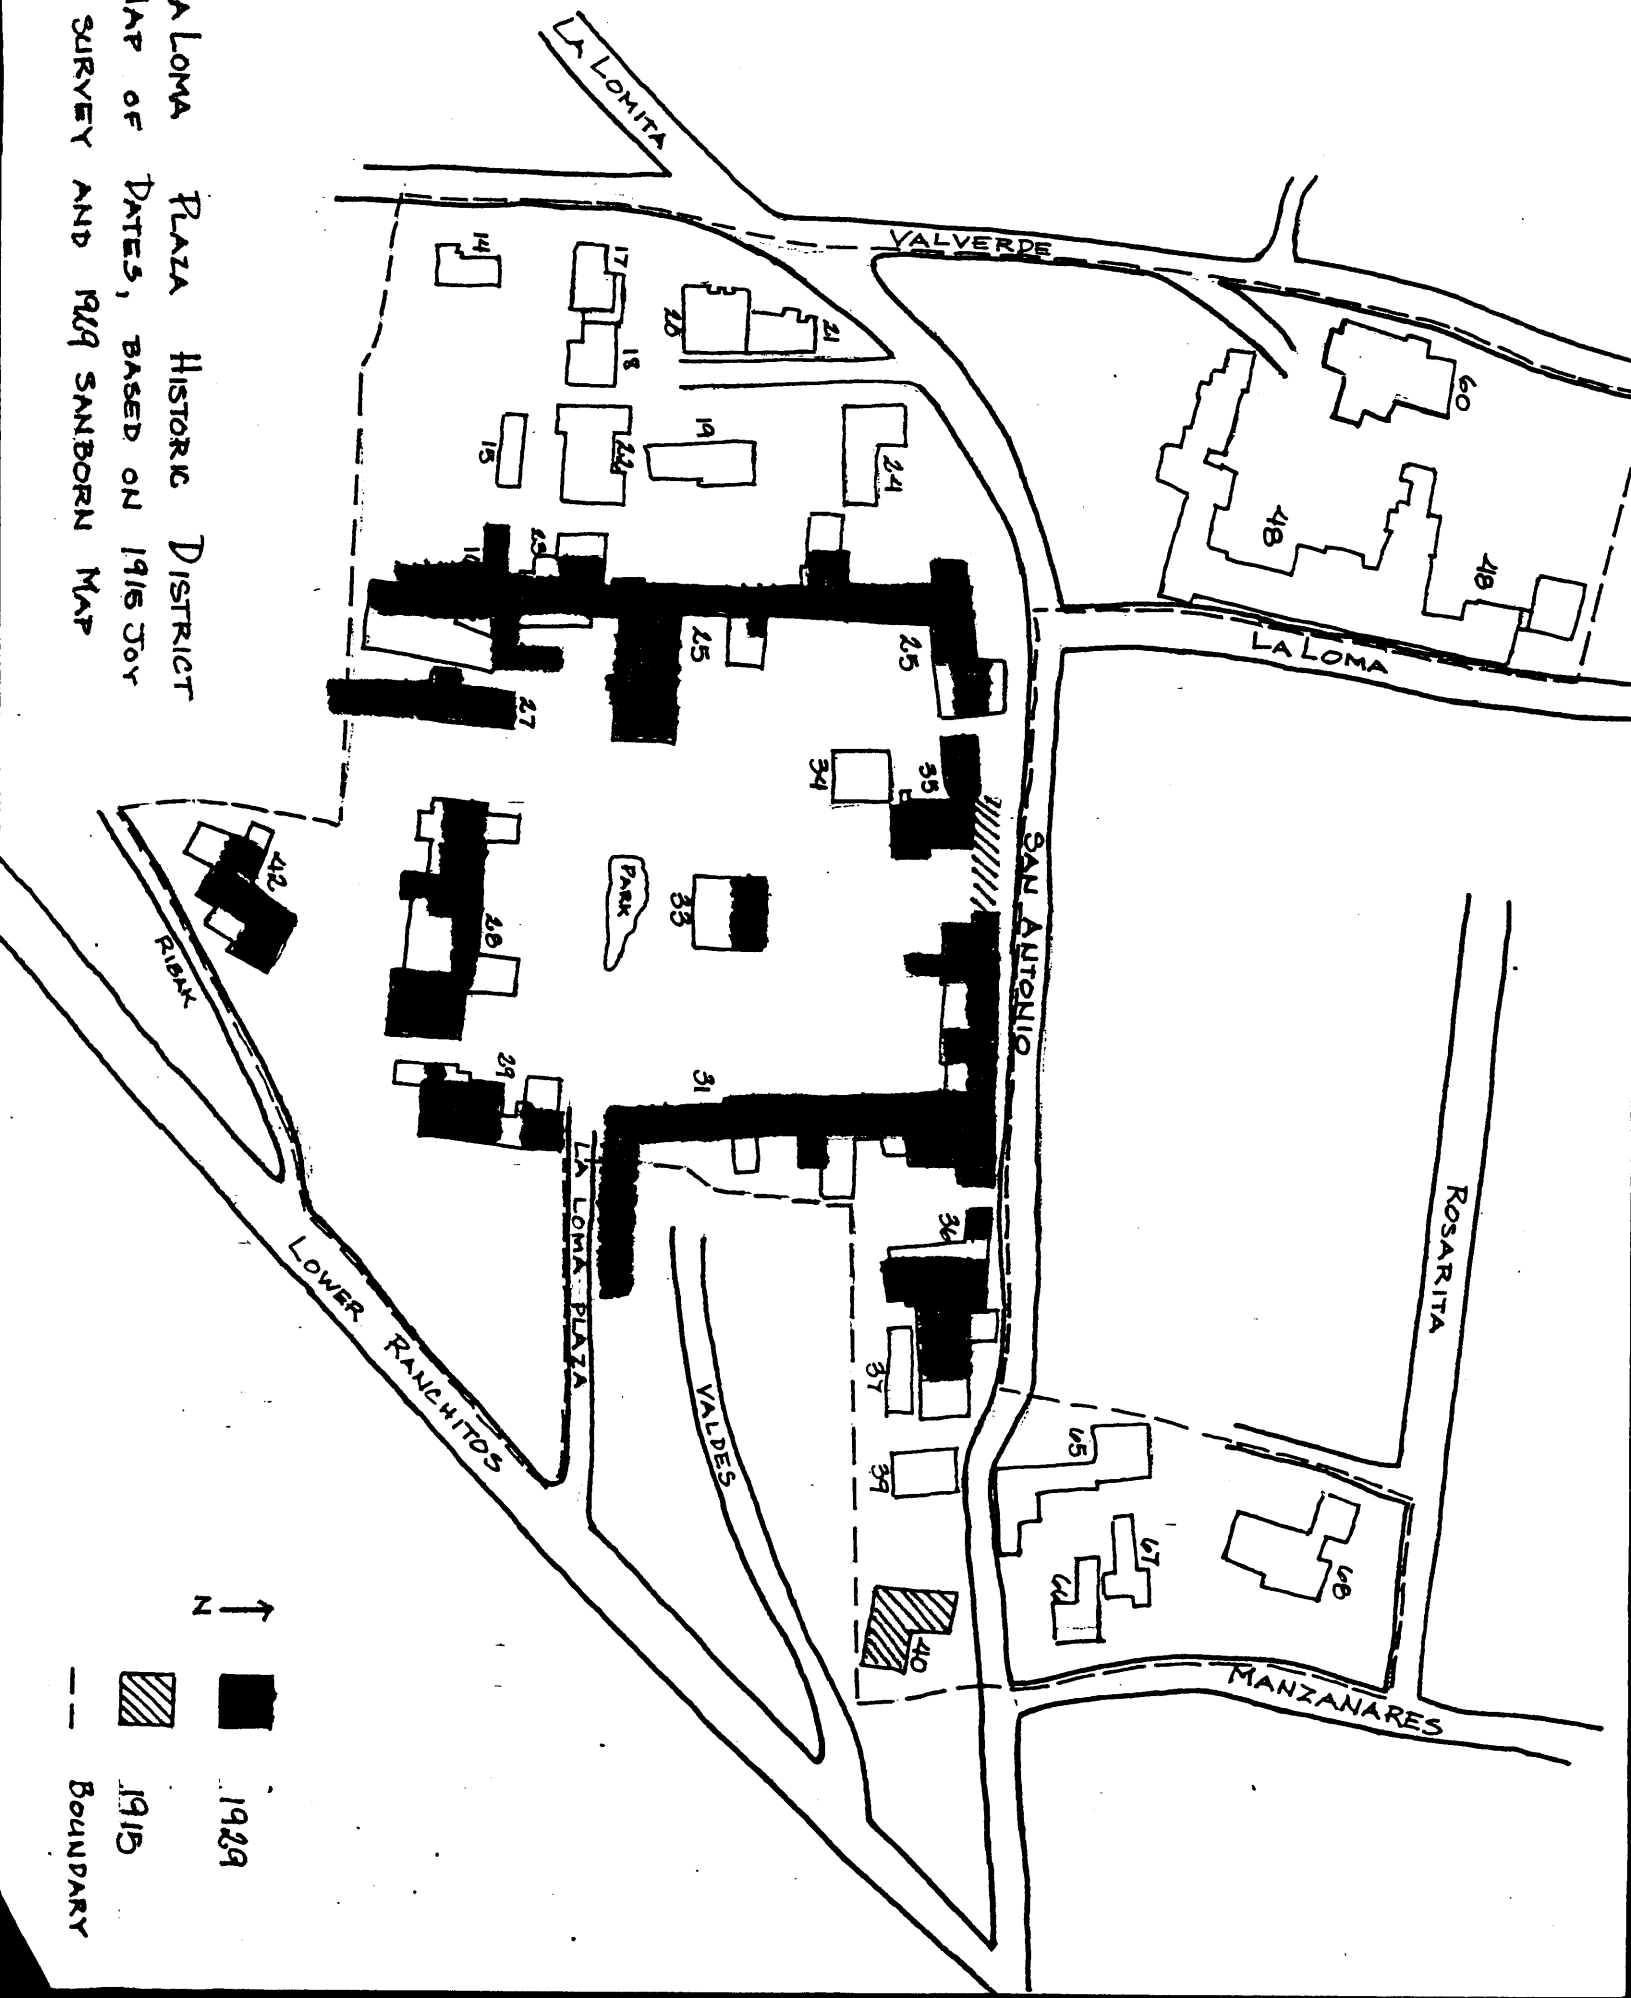 A LOMA PLAZA HISTORIC DISTRICT
MAP OF DATES, BASED ON 1915 JOY
SURVEY AND 1929 SANBORN MAP
LA LOMITA
VALVERDE
60
48
48
LA LOMA
14
17
18
20
21
15
22
19
24
23
25
25
27
34
35
SAN ANTONIO
ROSARITA
42
RIBAK
28
PARK
33
29
31
LA LOMA PLAZA
LOWER RANCHITOS
VALDES
36
37
39
40
65
67
66
68
MANZANARES
N
1929
1915
BOUNDARY